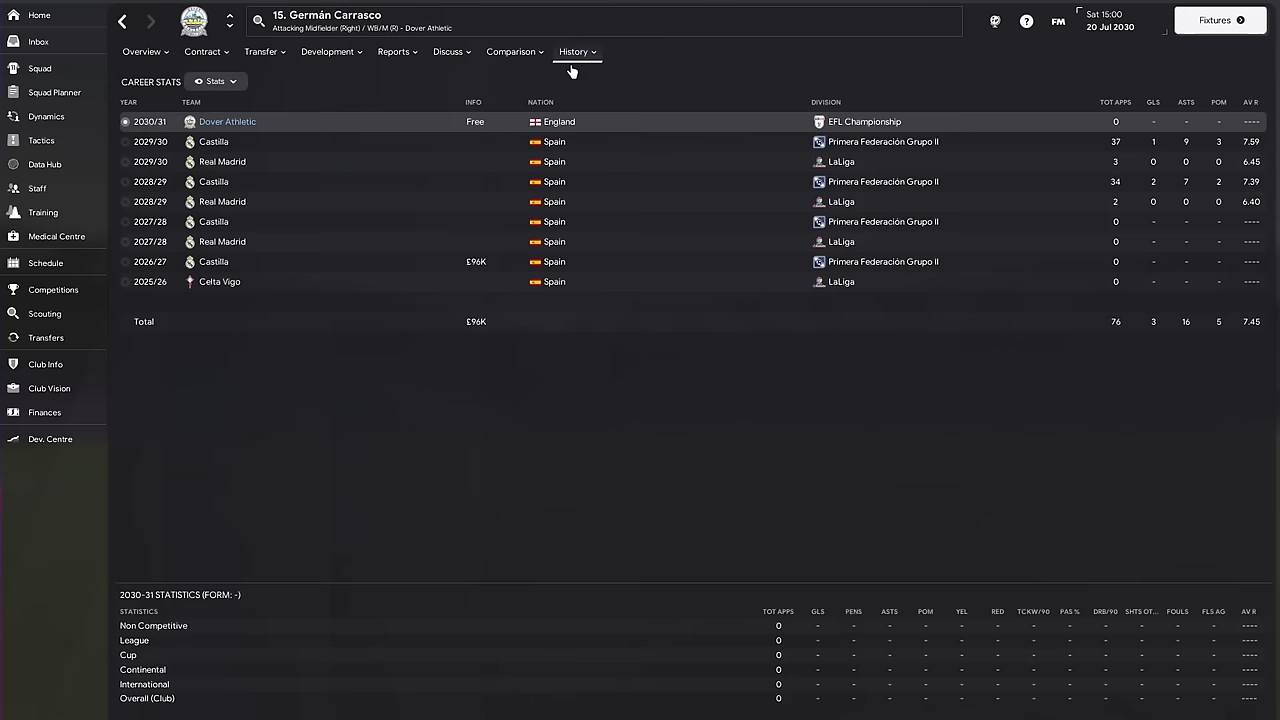 Home
Inbox
Squad
Squad Planner
Dynamics
Tactics
Data Hub
Staff
Training
Medical Centre
Schedule
Competitions
Scouting
Transfers
Club Info
Club Vision
Finances
Dev. Centre
15. Germán Carrasco
Attacking Midfielder (Right) / WB/M (R) - Dover Athletic
FM
Sat 15:00
20 Jul 2030
Fixtures
Overview Contract Transfer Development Reports Discuss Comparison History
CAREER STATS Stats
YEAR TEAM INFO NATION DIVISION TOT APPS GLS ASTS POM AV R
2030/31 Dover Athletic Free England EFL Championship 0 - - - ----
2029/30 Castilla Spain Primera Federación Grupo II 37 1 9 3 7.59
2029/30 Real Madrid Spain LaLiga 3 0 0 0 6.45
2028/29 Castilla Spain Primera Federación Grupo II 34 2 7 2 7.39
2028/29 Real Madrid Spain LaLiga 2 0 0 0 6.40
2027/28 Castilla Spain Primera Federación Grupo II 0 - - - ----
2027/28 Real Madrid Spain LaLiga 0 - - - ----
2026/27 Castilla £96K Spain Primera Federación Grupo II 0 - - - ----
2025/26 Celta Vigo Spain LaLiga 0 - - - ----
Total £96K 76 3 16 5 7.45
2030-31 STATISTICS (FORM: -)
STATISTICS TOT APPS GLS PENS ASTS POM YEL RED TCKW/90 PAS % DRB/90 SHTS OT... FOULS FLS AG AV R
Non Competitive 0 - - - - - - - - - - - - ----
League 0 - - - - - - - - - - - - ----
Cup 0 - - - - - - - - - - - - ----
Continental 0 - - - - - - - - - - - - ----
International 0 - - - - - - - - - - - - ----
Overall (Club) 0 - - - - - - - - - - - - ----